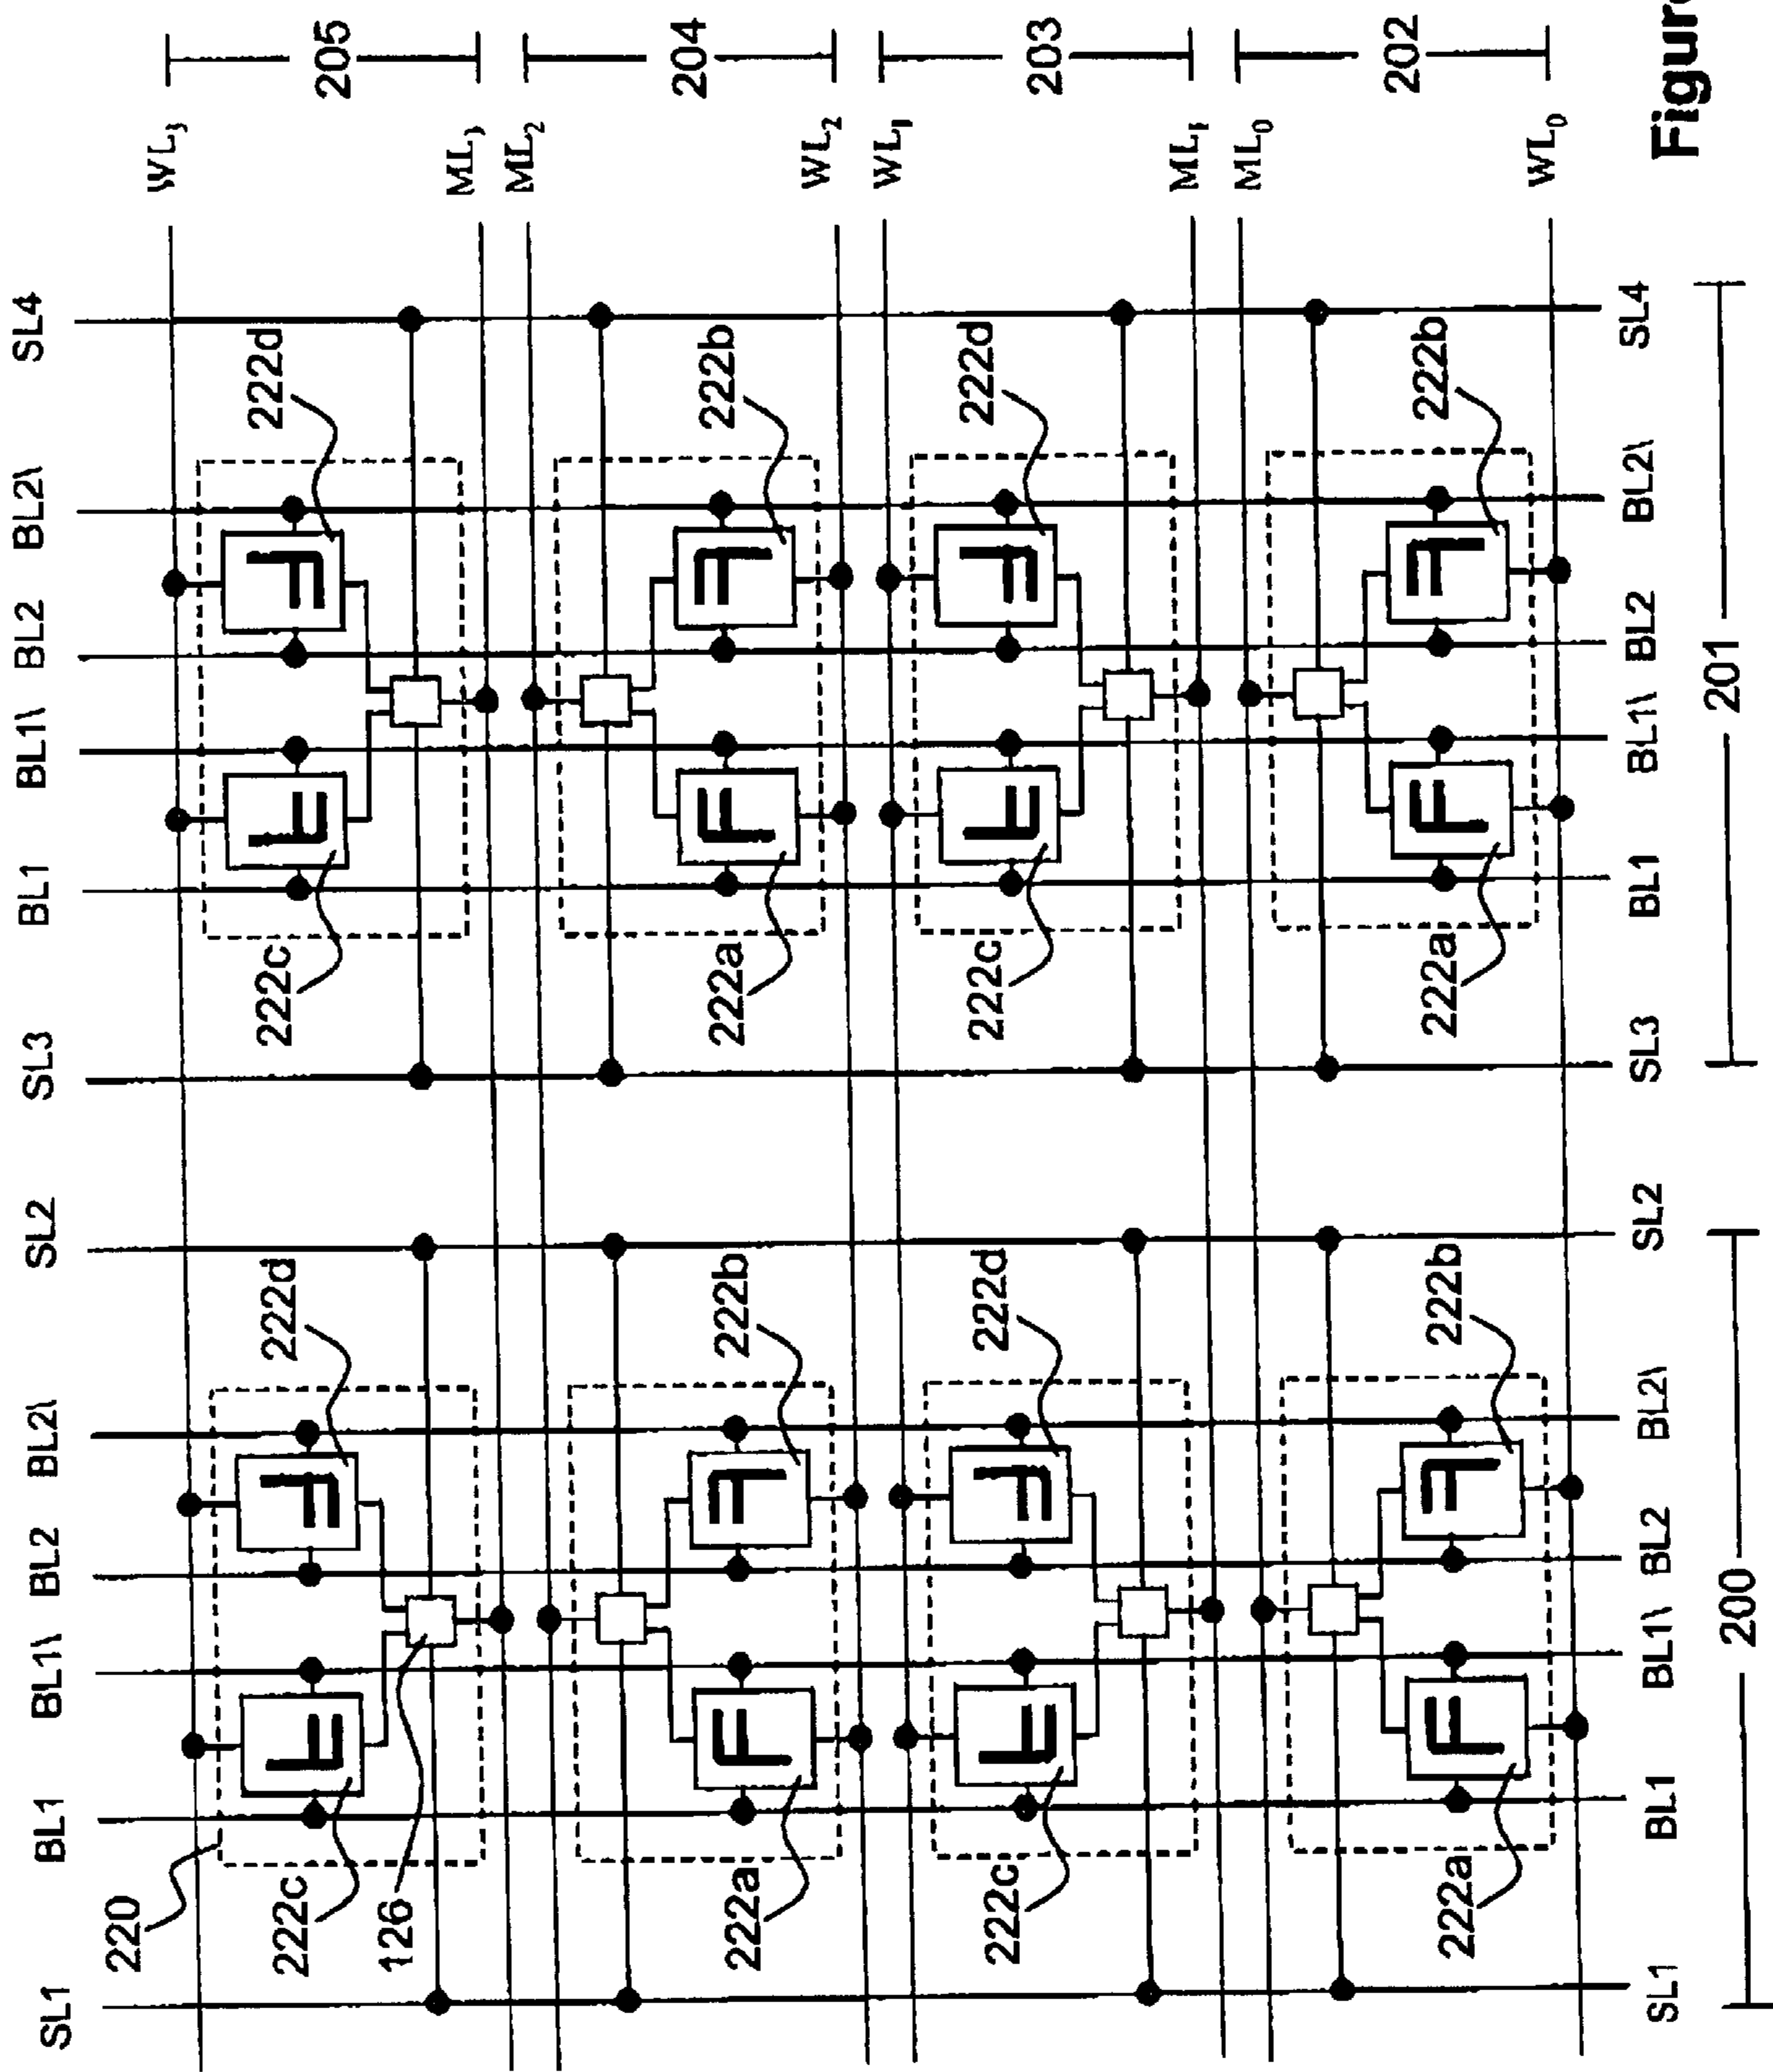 SL1 BL1 BL1\ BL2 BL2\ SL2 SL3 BL1 BL1\ BL2 BL2\ SL4
220
WL₃
222c 222d 222c 222d
F F F F
205
126
ML₃
ML₂
204
222a 222b 222a 222b
F F F F
WL₂
WL₁
222c 222d 222c 222d
F F F F
203
ML₁
ML₀
202
222a 222b 222a 222b
F F F F
WL₀
SL1 BL1 BL1\ BL2 BL2\ SL2 SL3 BL1 BL1\ BL2 BL2\ SL4
200 201
Figure